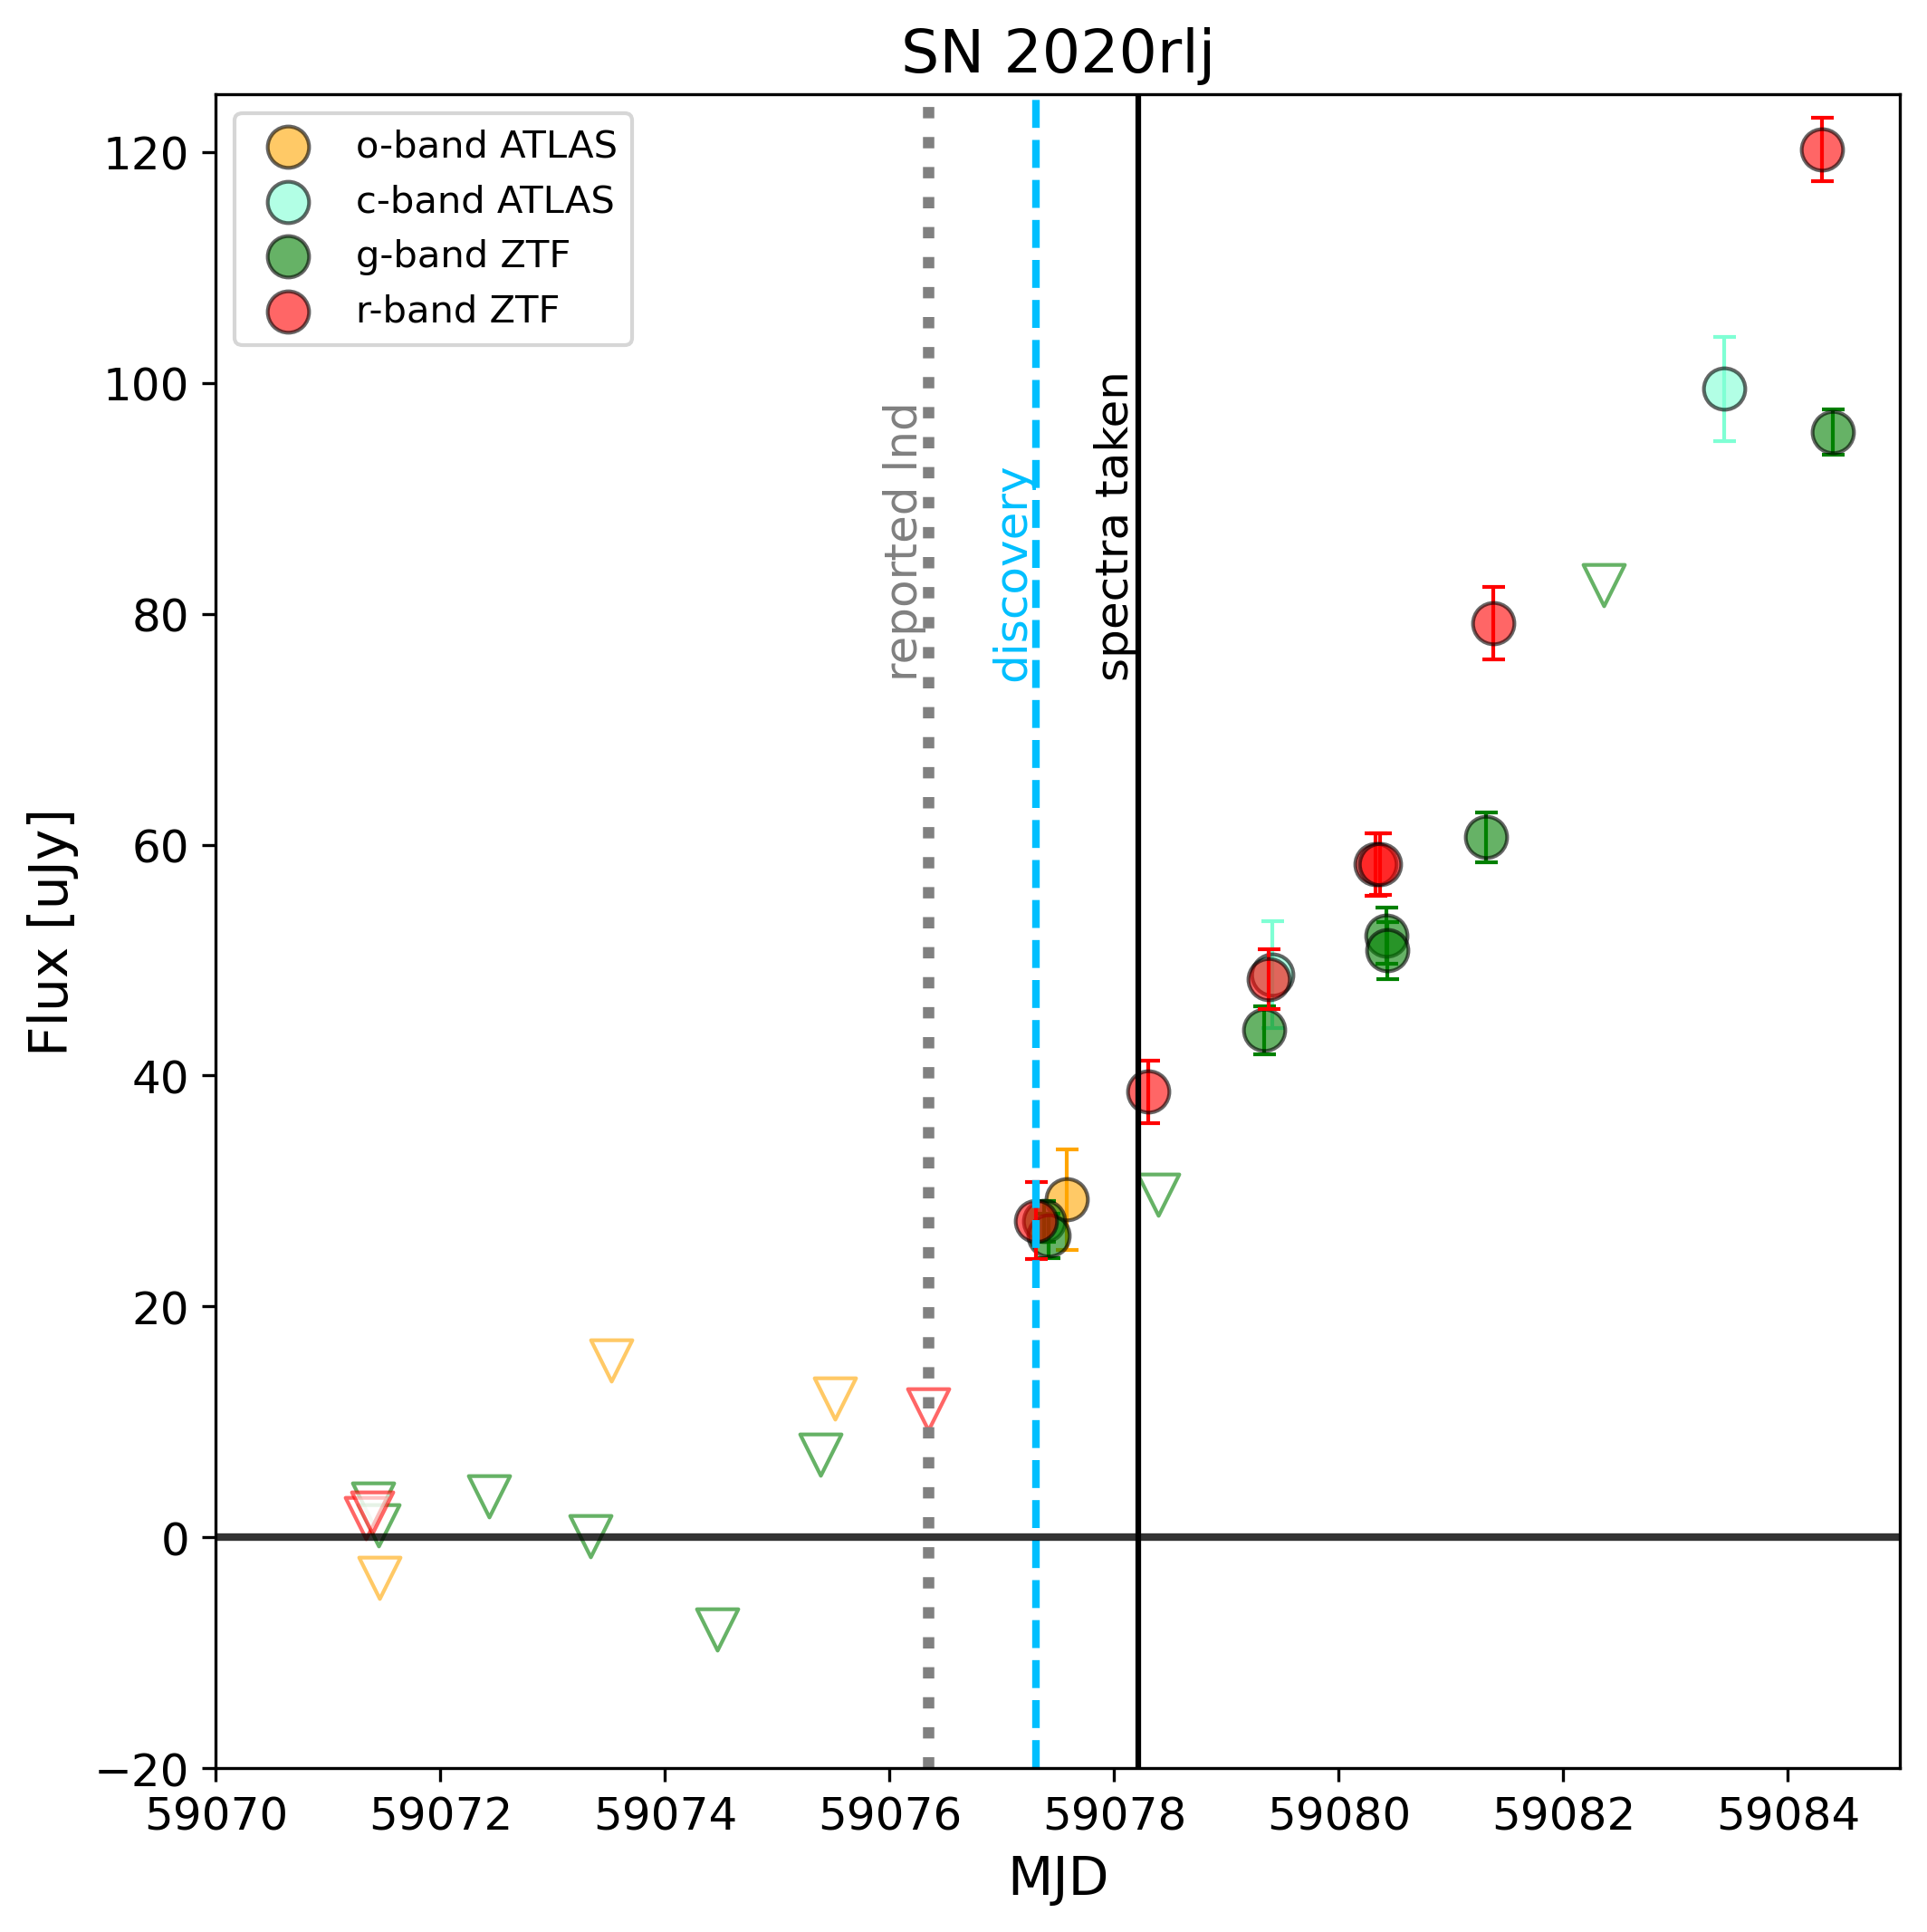 SN 2020rlj
o-band ATLAS
c-band ATLAS
g-band ZTF
r-band ZTF
reported lnd
discovery
spectra taken
Flux [uJy]
120
100
80
60
40
20
0
−20
59070
59072
59074
59076
59078
59080
59082
59084
MJD